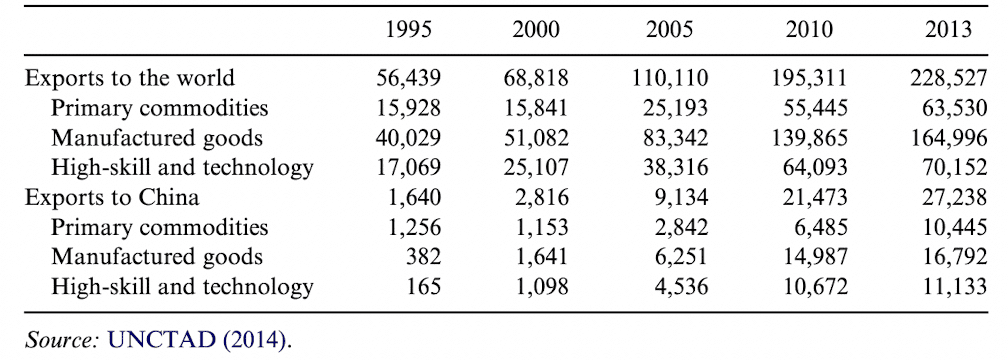 1995 2000 2005 2010 2013
Exports to the world 56,439 68,818 110,110 195,311 228,527
Primary commodities 15,928 15,841 25,193 55,445 63,530
Manufactured goods 40,029 51,082 83,342 139,865 164,996
High-skill and technology 17,069 25,107 38,316 64,093 70,152
Exports to China 1,640 2,816 9,134 21,473 27,238
Primary commodities 1,256 1,153 2,842 6,485 10,445
Manufactured goods 382 1,641 6,251 14,987 16,792
High-skill and technology 165 1,098 4,536 10,672 11,133
Source: UNCTAD (2014).